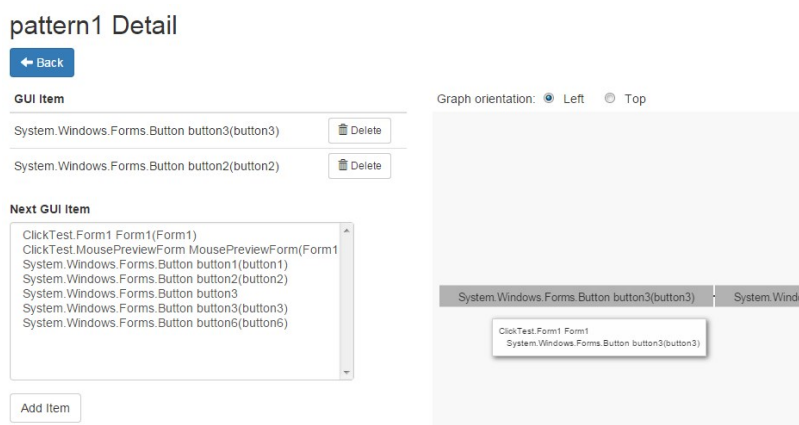 pattern1 Detail
Back
GUI Item
System.Windows.Forms.Button button3(button3)
Delete
System.Windows.Forms.Button button2(button2)
Delete
Next GUI Item
ClickTest.Form1 Form1(Form1)
ClickTest.MousePreviewForm MousePreviewForm(Form1
System.Windows.Forms.Button button1(button1)
System.Windows.Forms.Button button2(button2)
System.Windows.Forms.Button button3
System.Windows.Forms.Button button3(button3)
System.Windows.Forms.Button button6(button6)
Add Item
Graph orientation: Left Top
System.Windows.Forms.Button button3(button3)
System.Wind
ClickTest.Form1 Form1
System.Windows.Forms.Button button3(button3)